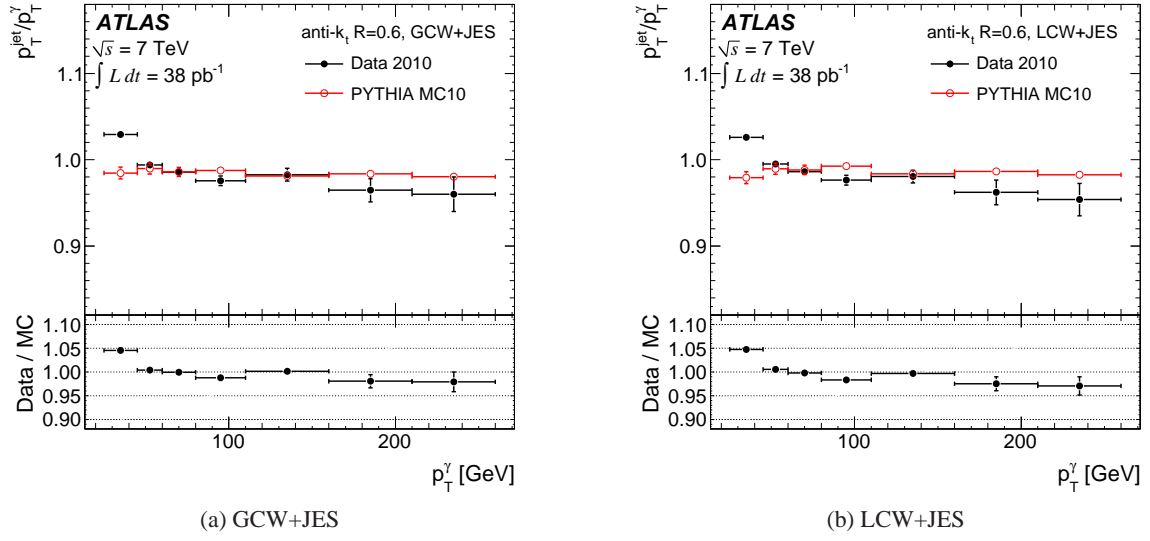 p_T^jet/p_T^γ
ATLAS
√s = 7 TeV
∫ L dt = 38 pb⁻¹
anti-k_t R=0.6, GCW+JES
Data 2010
PYTHIA MC10
1.1
1.0
0.9
Data / MC
1.10
1.05
1.00
0.95
0.90
100
200
p_T^γ [GeV]
(a) GCW+JES
p_T^jet/p_T^γ
ATLAS
√s = 7 TeV
∫ L dt = 38 pb⁻¹
anti-k_t R=0.6, LCW+JES
Data 2010
PYTHIA MC10
1.1
1.0
0.9
Data / MC
1.10
1.05
1.00
0.95
0.90
100
200
p_T^γ [GeV]
(b) LCW+JES